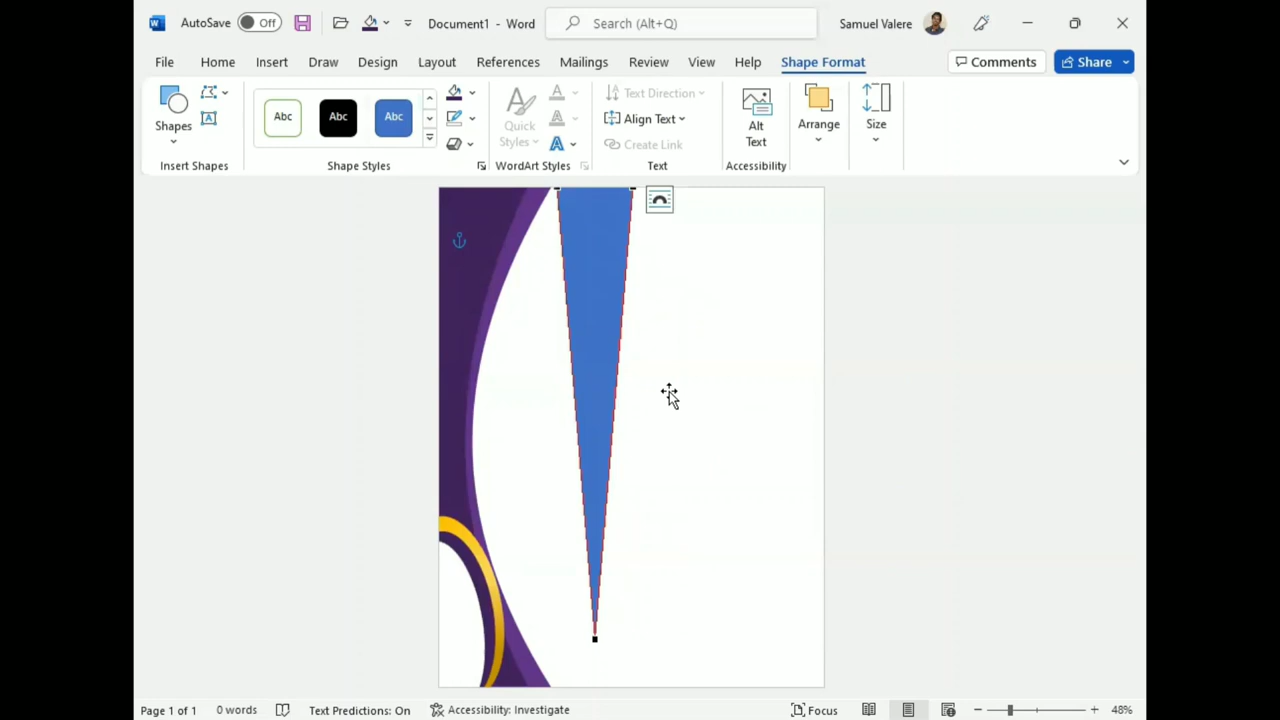 AutoSave Off Document1 - Word Search (Alt+Q) Samuel Valere
File Home Insert Draw Design Layout References Mailings Review View Help Shape Format Comments Share
Shapes
Insert Shapes
Abc Abc Abc
Shape Styles
Quick
Styles
WordArt Styles
Text Direction
Align Text
Create Link
Text
Alt
Text
Accessibility
Arrange
Size
Page 1 of 1 0 words Text Predictions: On Accessibility: Investigate Focus 48%